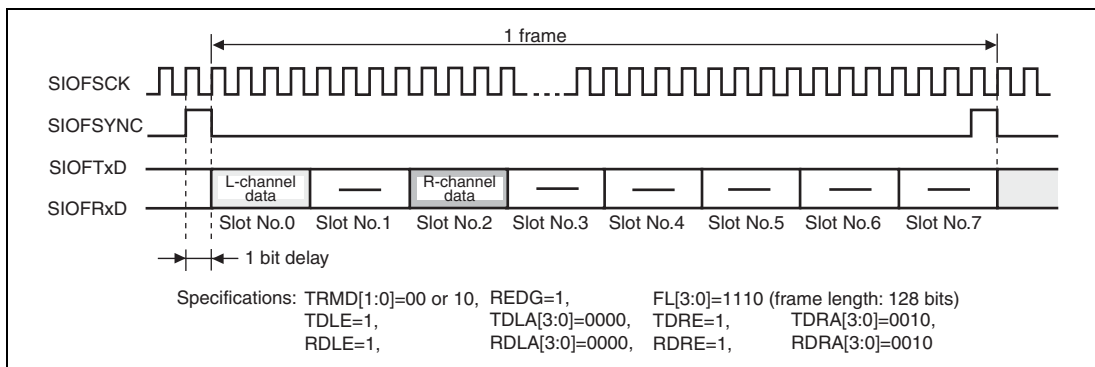 1 frame
SIOFSCK
SIOFSYNC
SIOFTxD
SIOFRxD
L-channel
data
R-channel
data
Slot No.0 Slot No.1 Slot No.2 Slot No.3 Slot No.4 Slot No.5 Slot No.6 Slot No.7
1 bit delay
Specifications: TRMD[1:0]=00 or 10, REDG=1, FL[3:0]=1110 (frame length: 128 bits)
TDLE=1, TDLA[3:0]=0000, TDRE=1, TDRA[3:0]=0010,
RDLE=1, RDLA[3:0]=0000, RDRE=1, RDRA[3:0]=0010